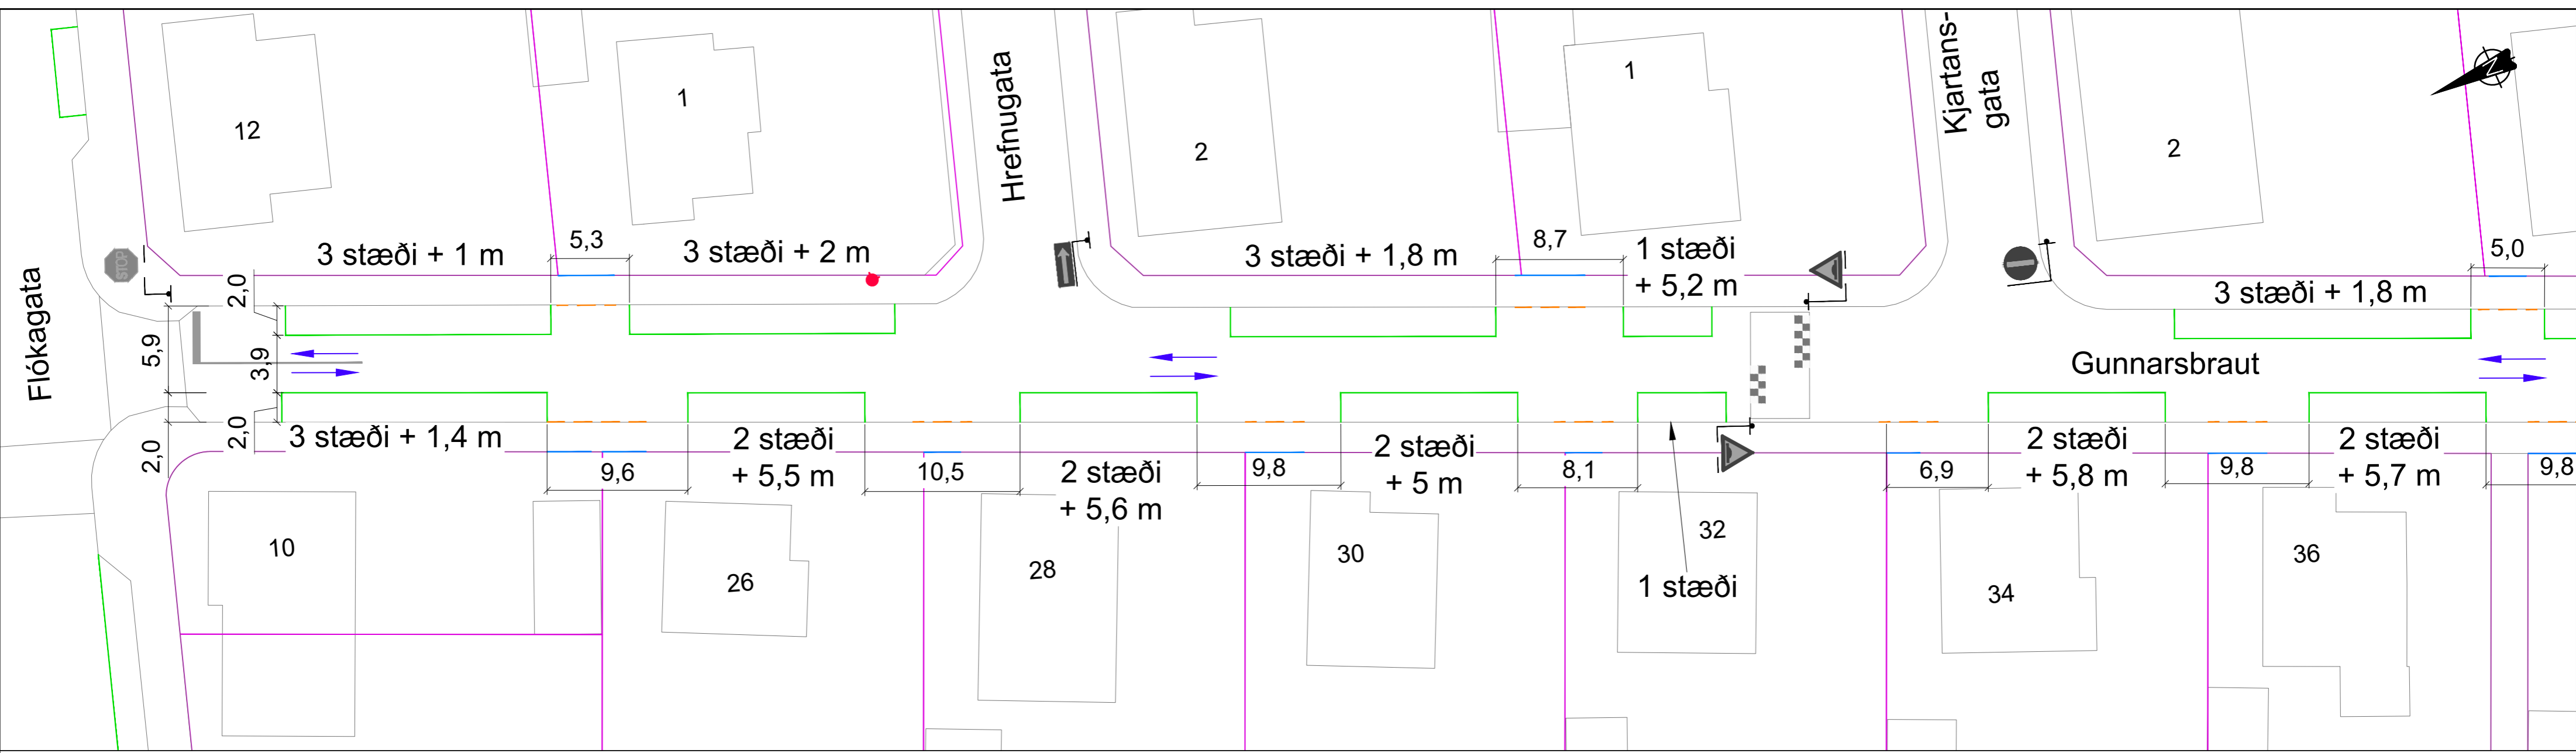 12
1
Hrefnugata
2
1
Kjartans-
gata
2
N
STOP
Flókagata
2,0
3 stæði + 1 m
5,3
3 stæði + 2 m
3 stæði + 1,8 m
8,7
1 stæði
+ 5,2 m
3 stæði + 1,8 m
5,0
5,9
3,9
Gunnarsbraut
2,0
2,0
3 stæði + 1,4 m
9,6
2 stæði
+ 5,5 m
10,5
2 stæði
+ 5,6 m
9,8
2 stæði
+ 5 m
8,1
6,9
2 stæði
+ 5,8 m
9,8
2 stæði
+ 5,7 m
9,8
10
26
28
30
32
1 stæði
34
36